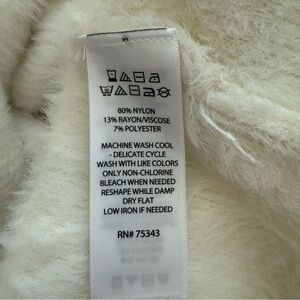 80% NYLON
13% RAYON/VISCOSE
7% POLYESTER
MACHINE WASH COOL
- DELICATE CYCLE
WASH WITH LIKE COLORS
ONLY NON-CHLORINE
BLEACH WHEN NEEDED
RESHAPE WHILE DAMP
DRY FLAT
LOW IRON IF NEEDED
RN# 75343